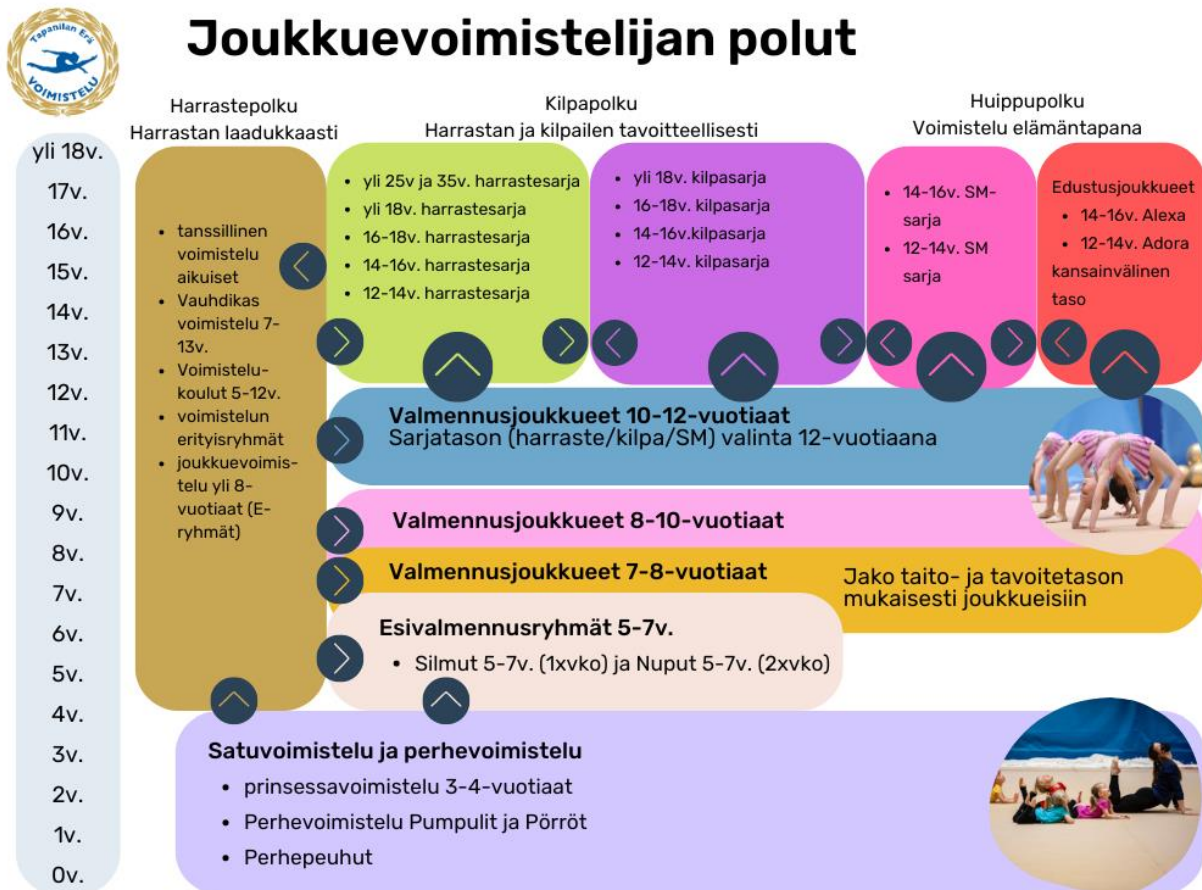 Tapanilan Erä
VOIMISTELU
Joukkuevoimistelijan polut
Harrastepolku
Harrastan laadukkaasti
Kilpapolku
Harrastan ja kilpailen tavoitteellisesti
Huippupolku
Voimistelu elämäntapana
yli 18v.
17v.
16v.
15v.
14v.
13v.
12v.
11v.
10v.
9v.
8v.
7v.
6v.
5v.
4v.
3v.
2v.
1v.
0v.
• tanssillinen
voimistelu
aikuiset
• Vauhdikas
voimistelu 7-
13v.
• Voimistelu-
koulut 5-12v.
• voimistelun
erityisryhmät
• joukkuevoimis-
telu yli 8-
vuotiaat (E-
ryhmät)
• yli 25v ja 35v. harrastesarja
• yli 18v. harrastesarja
• 16-18v. harrastesarja
• 14-16v. harrastesarja
• 12-14v. harrastesarja
• yli 18v. kilpasarja
• 16-18v. kilpasarja
• 14-16v.kilpasarja
• 12-14v. kilpasarja
• 14-16v. SM-
sarja
• 12-14v. SM
sarja
Edustusjoukkueet
• 14-16v. Alexa
• 12-14v. Adora
kansainvälinen
taso
Valmennusjoukkueet 10-12-vuotiaat
Sarjatason (harraste/kilpa/SM) valinta 12-vuotiaana
Valmennusjoukkueet 8-10-vuotiaat
Valmennusjoukkueet 7-8-vuotiaat
Jako taito- ja tavoitetason
mukaisesti joukkueisiin
Esivalmennusryhmät 5-7v.
• Silmut 5-7v. (1xvko) ja Nuput 5-7v. (2xvko)
Satuvoimistelu ja perhevoimistelu
• prinsessavoimistelu 3-4-vuotiaat
• Perhevoimistelu Pumpulit ja Pörröt
• Perhepeuhut